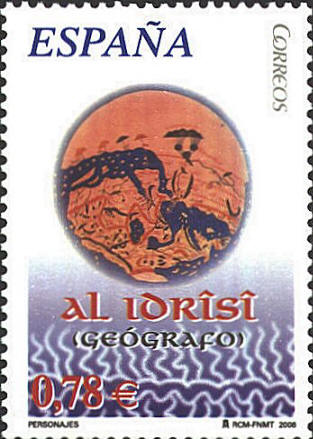 ESPAÑA
CORREOS
AL IDRÎSÎ
(GEÓGRAFO)
0,78 €
PERSONAJES
RCM-FNMT 2006